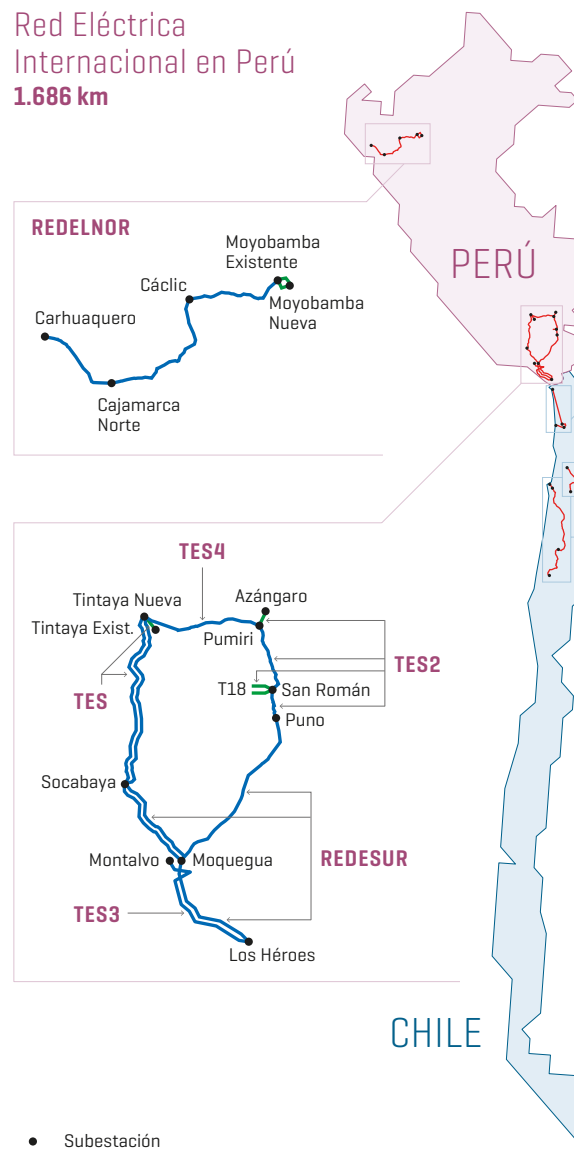 Red Eléctrica
Internacional en Perú
1.686 km
PERÚ
REDELNOR
Moyobamba
Existente
Cáclic
Moyobamba
Nueva
Carhuaquero
Cajamarca
Norte
TES4
Tintaya Nueva
Azángaro
Tintaya Exist.
Pumiri
TES2
T18
San Román
TES
Puno
Socabaya
Montalvo
Moquegua
REDESUR
TES3
Los Héroes
CHILE
Subestación